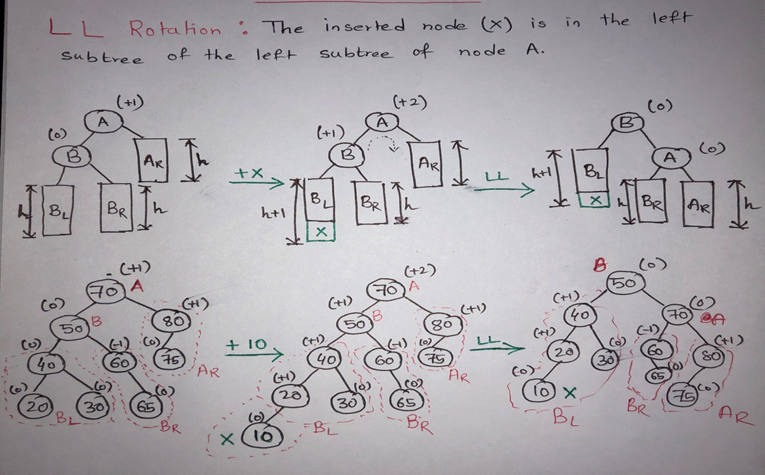 LL Rotation : The inserted node (x) is in the left
subtree of the left subtree of node A.
(+1) (+2) (0)
A A B
(0) (+1) (0)
B AR h +x B AR LL BL h+1 A
h BL BR h h+1 BL BR h x h BR AR h
x
(+1) (+2) B (0)
70 A 70 A 50
(0) (+1) (+1) (+1) (+1) (0)
50 B 80 50 B 80 40 70 A
(0) (-1) (0) +10 (+1) (-1) (0) LL (+1) (-1) (+1)
40 60 75 40 60 75 20 30 (0) 60 80
(0) (0) (0) AR (+1) (0) (0) AR (0) 65 (0) (0)
20 30 65 20 30 65 10 x 75
BL BR (0) BL BR BL BR AR
x 10